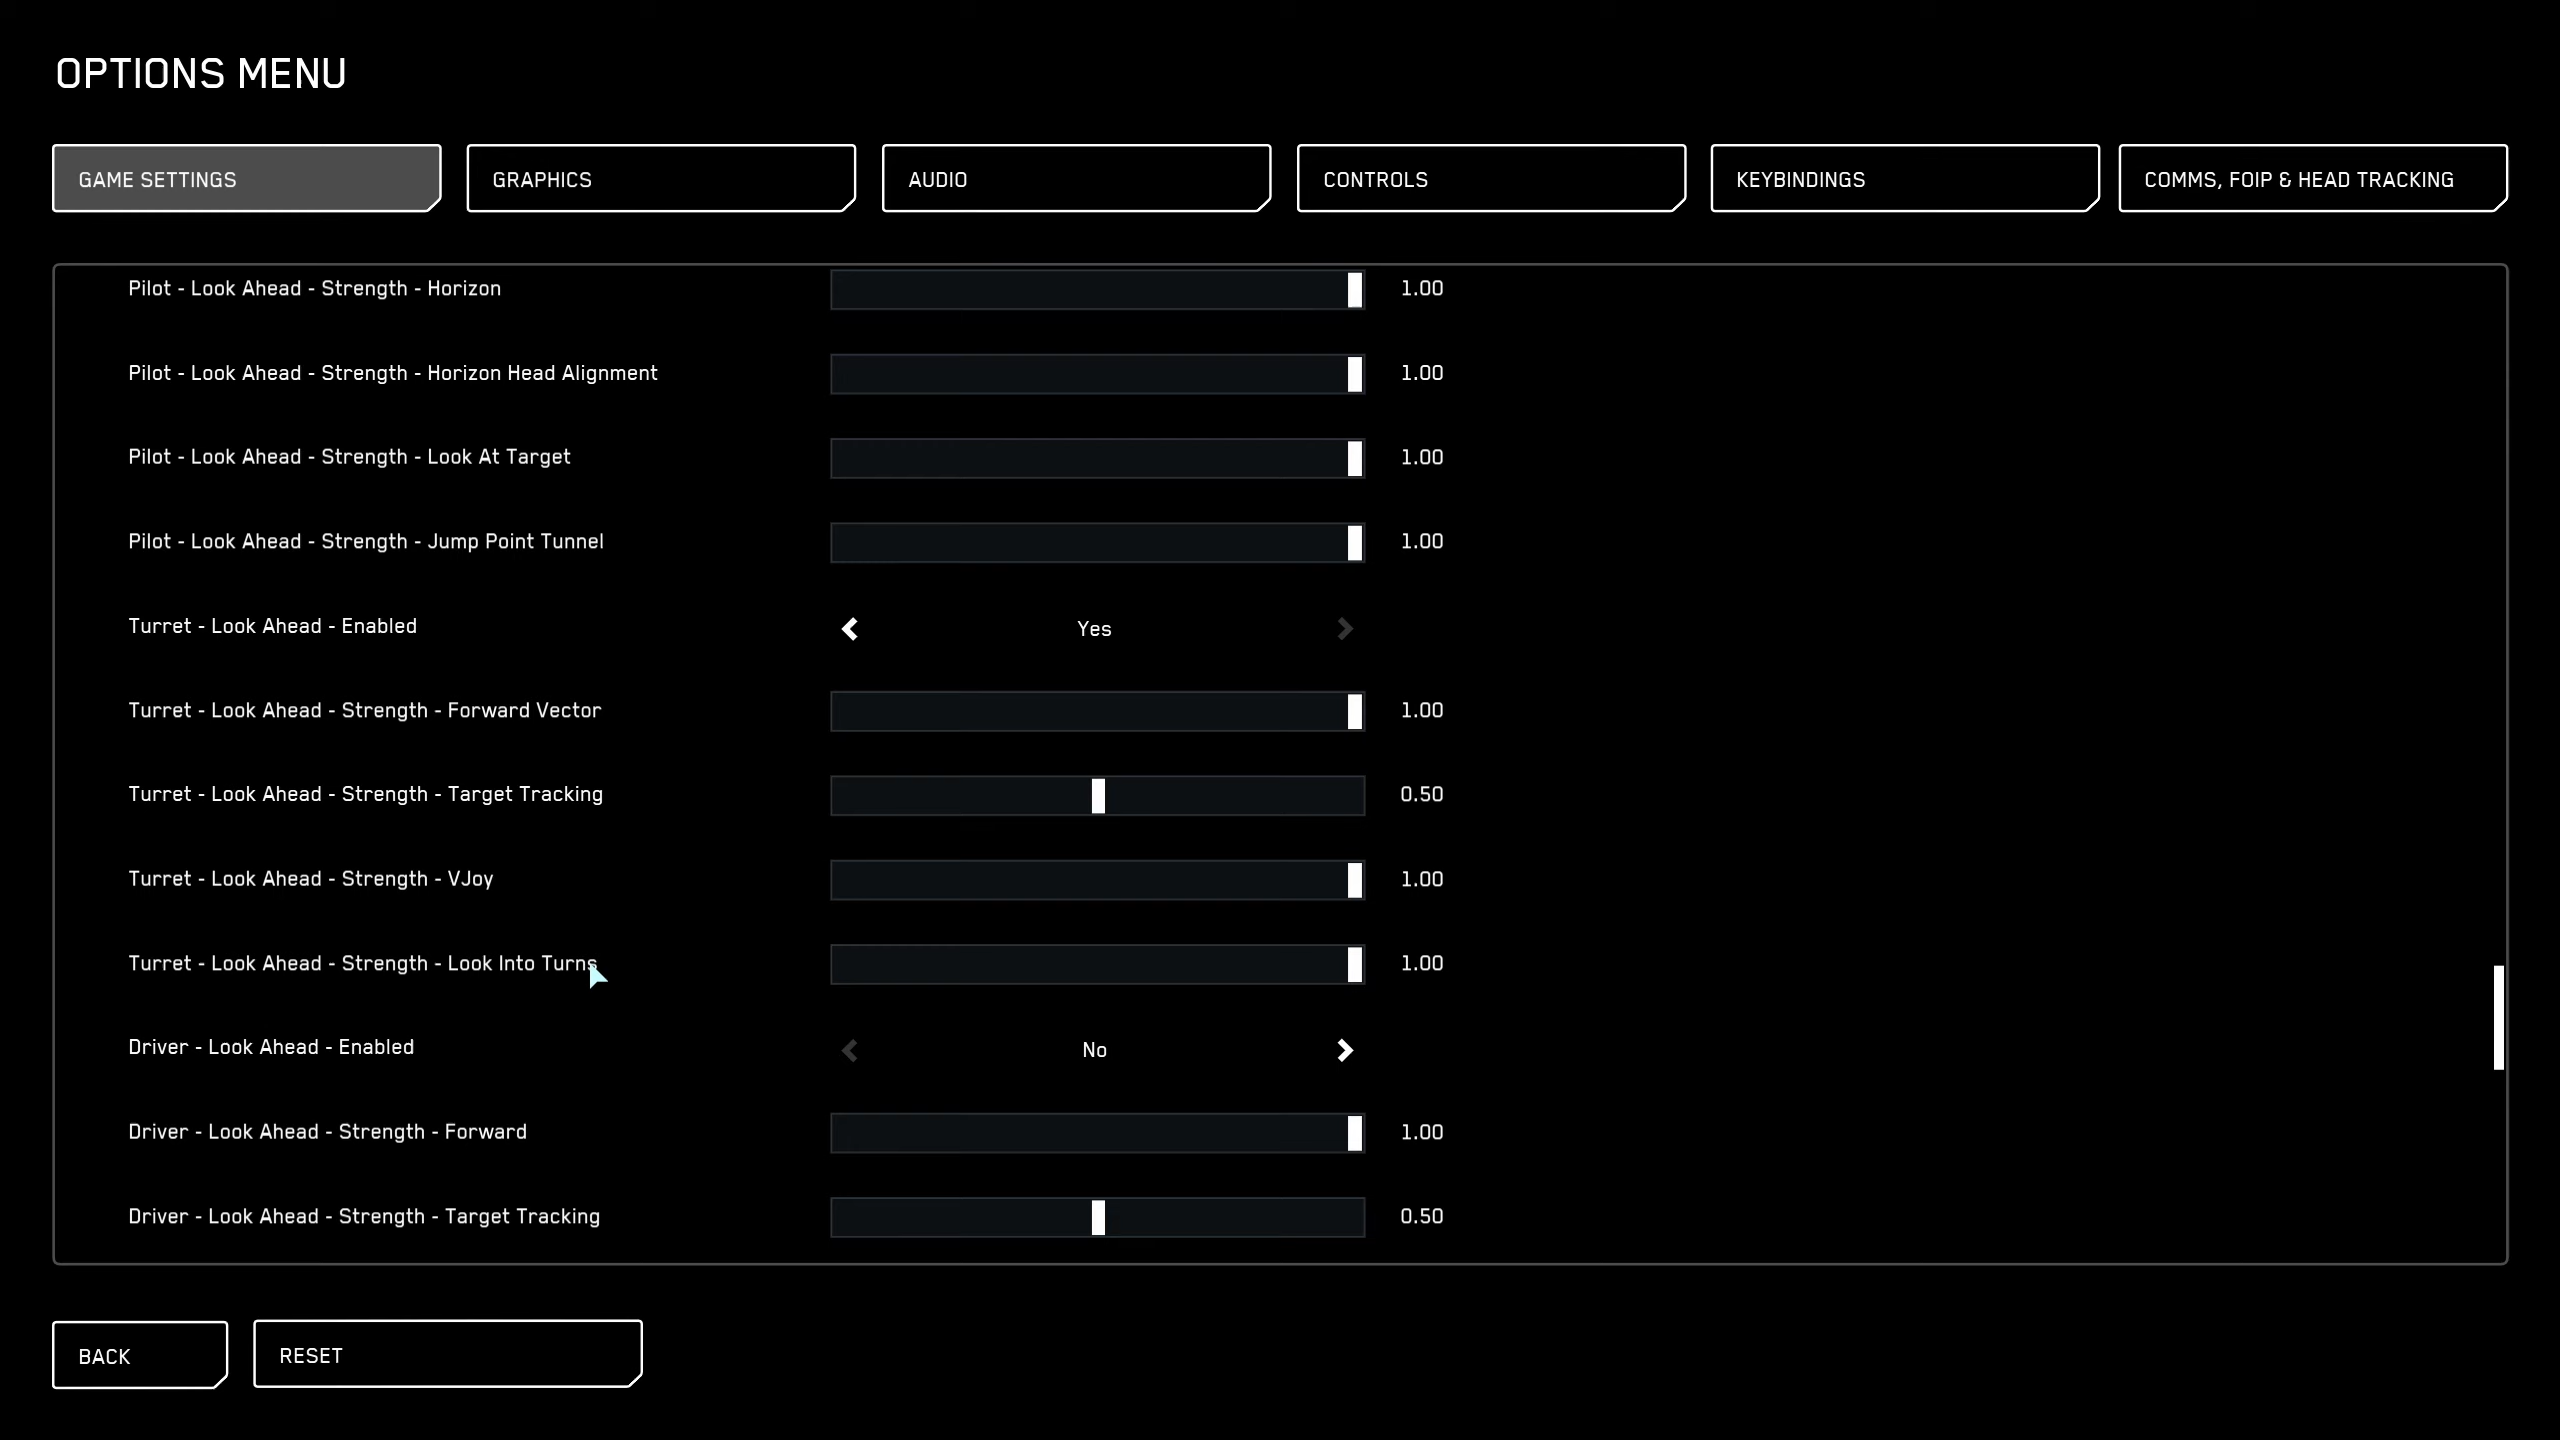 OPTIONS MENU
GAME SETTINGS
GRAPHICS
AUDIO
CONTROLS
KEYBINDINGS
COMMS, FOIP & HEAD TRACKING
Pilot - Look Ahead - Strength - Horizon 1.00
Pilot - Look Ahead - Strength - Horizon Head Alignment 1.00
Pilot - Look Ahead - Strength - Look At Target 1.00
Pilot - Look Ahead - Strength - Jump Point Tunnel 1.00
Turret - Look Ahead - Enabled Yes
Turret - Look Ahead - Strength - Forward Vector 1.00
Turret - Look Ahead - Strength - Target Tracking 0.50
Turret - Look Ahead - Strength - VJoy 1.00
Turret - Look Ahead - Strength - Look Into Turns 1.00
Driver - Look Ahead - Enabled No
Driver - Look Ahead - Strength - Forward 1.00
Driver - Look Ahead - Strength - Target Tracking 0.50
BACK
RESET